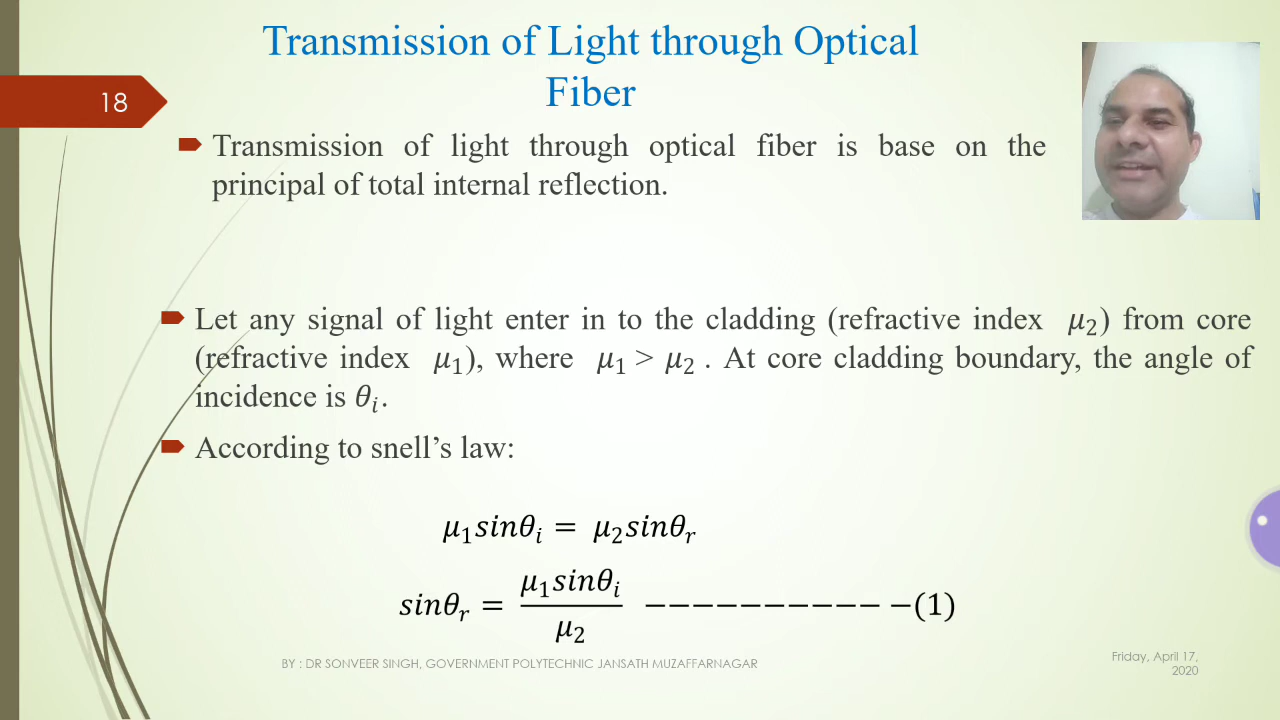 Transmission of Light through Optical
Fiber
18
Transmission of light through optical fiber is base on the
principal of total internal reflection.
Let any signal of light enter in to the cladding (refractive index μ₂) from core
(refractive index μ₁), where μ₁ > μ₂ . At core cladding boundary, the angle of
incidence is θᵢ.
According to snell’s law:
μ₁sinθᵢ = μ₂sinθᵣ
sinθᵣ = μ₁sinθᵢ / μ₂ −−−−−−−−−−−(1)
BY : DR SONVEER SINGH, GOVERNMENT POLYTECHNIC JANSATH MUZAFFARNAGAR
Friday, April 17,
2020